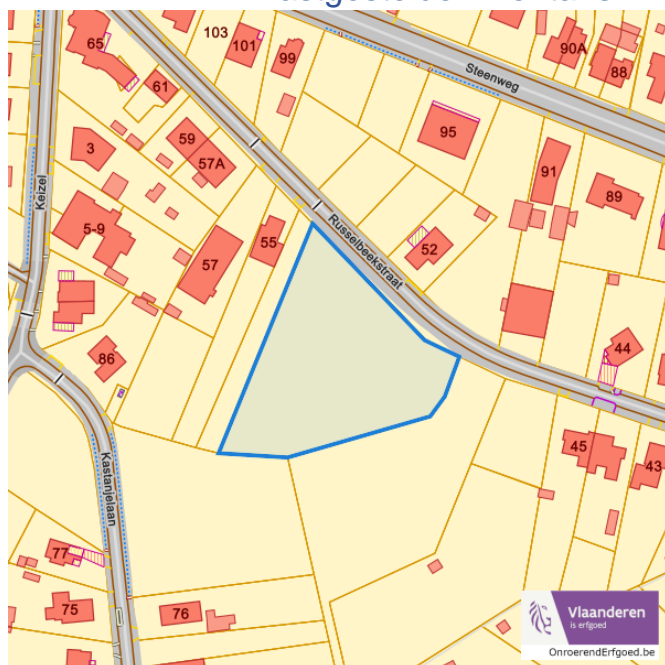 65
103
101
99
Steenweg
90A
88
61
95
59
57A
3
91
89
Keizel
5-9
Russelbeekstraat
55
52
57
86
44
45
43
Kastanjelaan
77
75
76
Vlaanderen
is erfgoed
OnroerendErfgoed.be